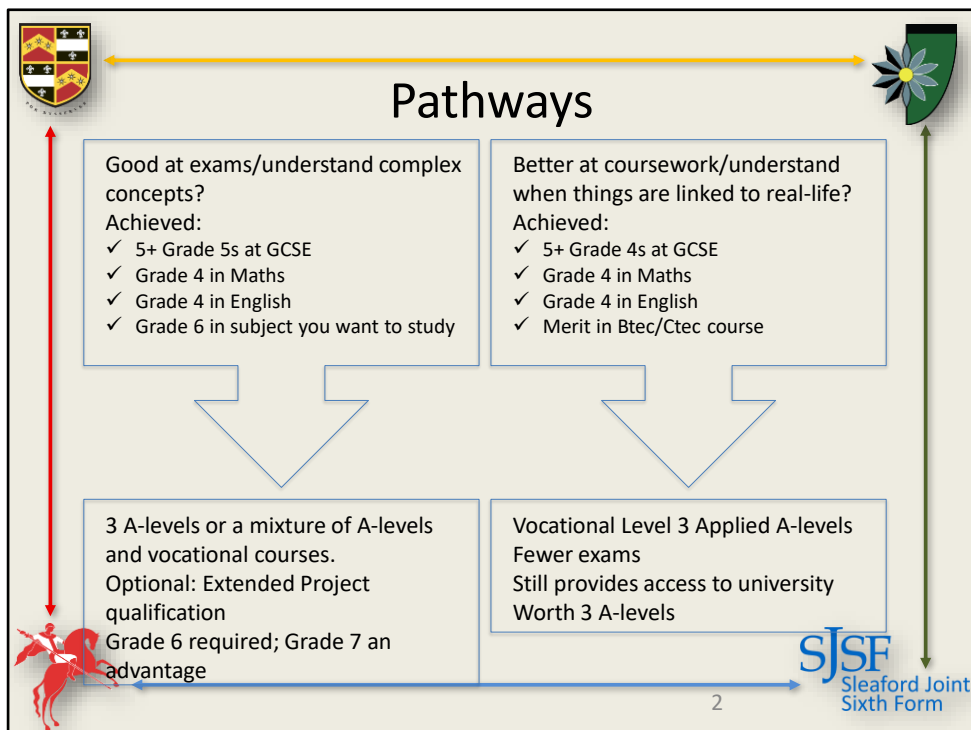 Pathways
Good at exams/understand complex
concepts?
Achieved:
✓ 5+ Grade 5s at GCSE
✓ Grade 4 in Maths
✓ Grade 4 in English
✓ Grade 6 in subject you want to study
Better at coursework/understand
when things are linked to real-life?
Achieved:
✓ 5+ Grade 4s at GCSE
✓ Grade 4 in Maths
✓ Grade 4 in English
✓ Merit in Btec/Ctec course
3 A-levels or a mixture of A-levels
and vocational courses.
Optional: Extended Project
qualification
Grade 6 required; Grade 7 an
advantage
Vocational Level 3 Applied A-levels
Fewer exams
Still provides access to university
Worth 3 A-levels
SJSF
Sleaford Joint
Sixth Form
2